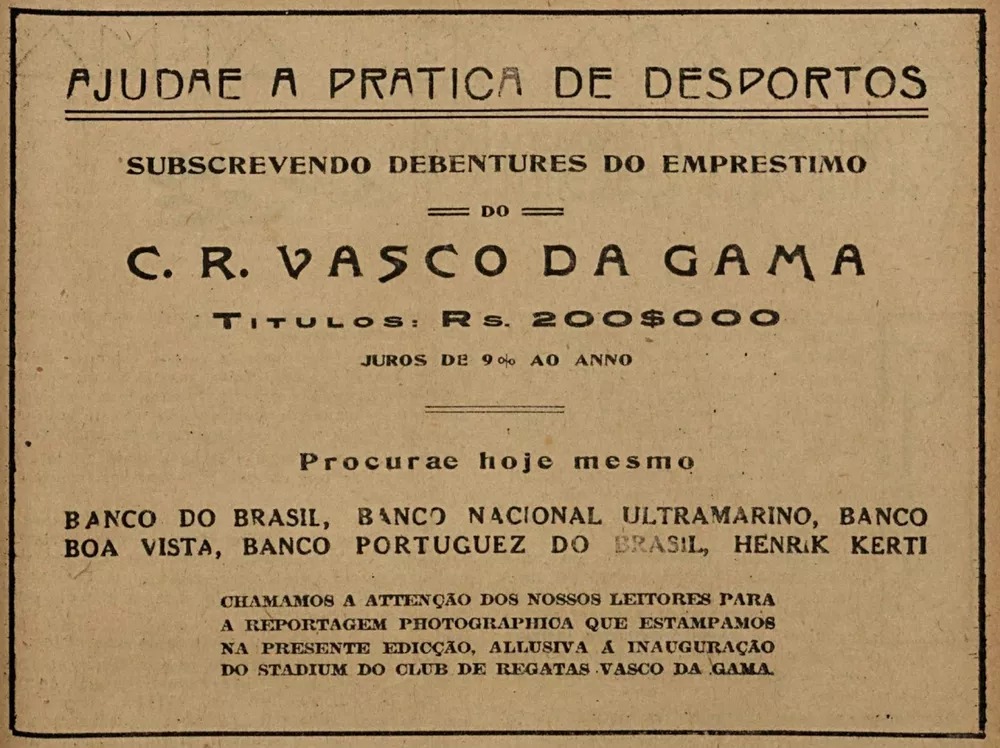 AJUDAE A PRATICA DE DESPORTOS
SUBSCREVENDO DEBENTURES DO EMPRESTIMO
DO
C. R. VASCO DA GAMA
TITULOS: RS. 200$000
JUROS DE 9% AO ANNO
Procurae hoje mesmo
BANCO DO BRASIL, BANCO NACIONAL ULTRAMARINO, BANCO
BOA VISTA, BANCO PORTUGUEZ DO BRASIL, HENRIK KERTI
CHAMAMOS A ATTENÇÃO DOS NOSSOS LEITORES PARA
A REPORTAGEM PHOTOGRAPHICA QUE ESTAMPAMOS
NA PRESENTE EDICÇÃO, ALLUSIVA Á INAUGURAÇÃO
DO STADIUM DO CLUB DE REGATAS VASCO DA GAMA.